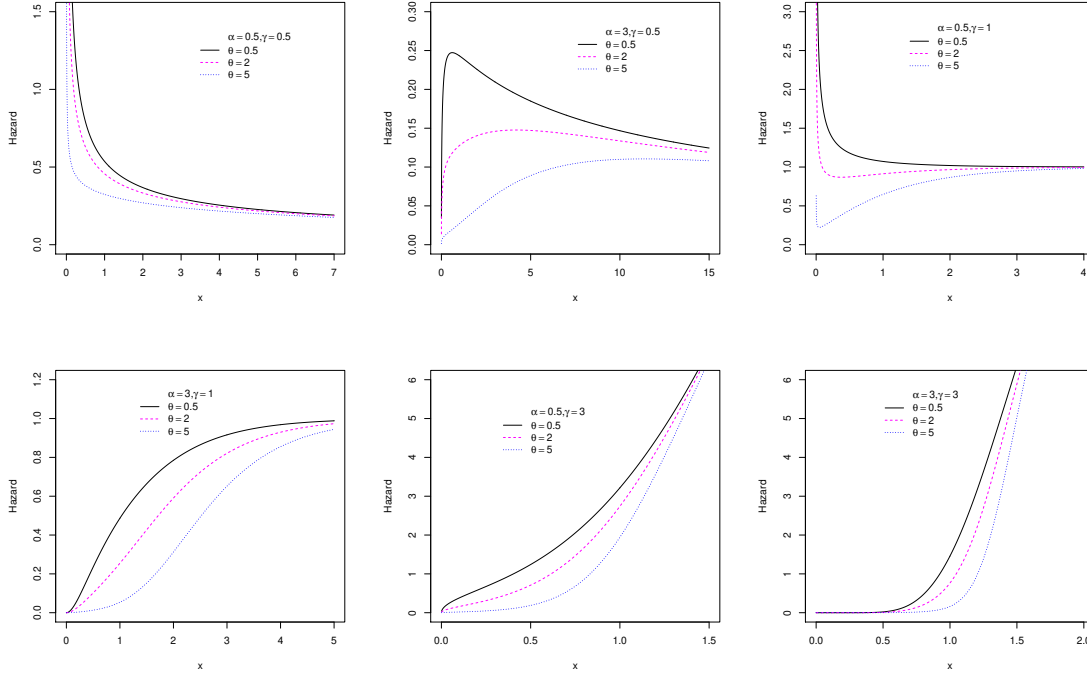 α = 0.5,γ = 0.5
θ = 0.5
θ = 2
θ = 5
Hazard
0.0 0.5 1.0 1.5
0 1 2 3 4 5 6 7
x
α = 3,γ = 0.5
θ = 0.5
θ = 2
θ = 5
Hazard
0.00 0.05 0.10 0.15 0.20 0.25 0.30
0 5 10 15
x
α = 0.5,γ = 1
θ = 0.5
θ = 2
θ = 5
Hazard
0.0 0.5 1.0 1.5 2.0 2.5 3.0
0 1 2 3 4
x
α = 3,γ = 1
θ = 0.5
θ = 2
θ = 5
Hazard
0.0 0.2 0.4 0.6 0.8 1.0 1.2
0 1 2 3 4 5
x
α = 0.5,γ = 3
θ = 0.5
θ = 2
θ = 5
Hazard
0 1 2 3 4 5 6
0.0 0.5 1.0 1.5
x
α = 3,γ = 3
θ = 0.5
θ = 2
θ = 5
Hazard
0 1 2 3 4 5 6
0.0 0.5 1.0 1.5 2.0
x